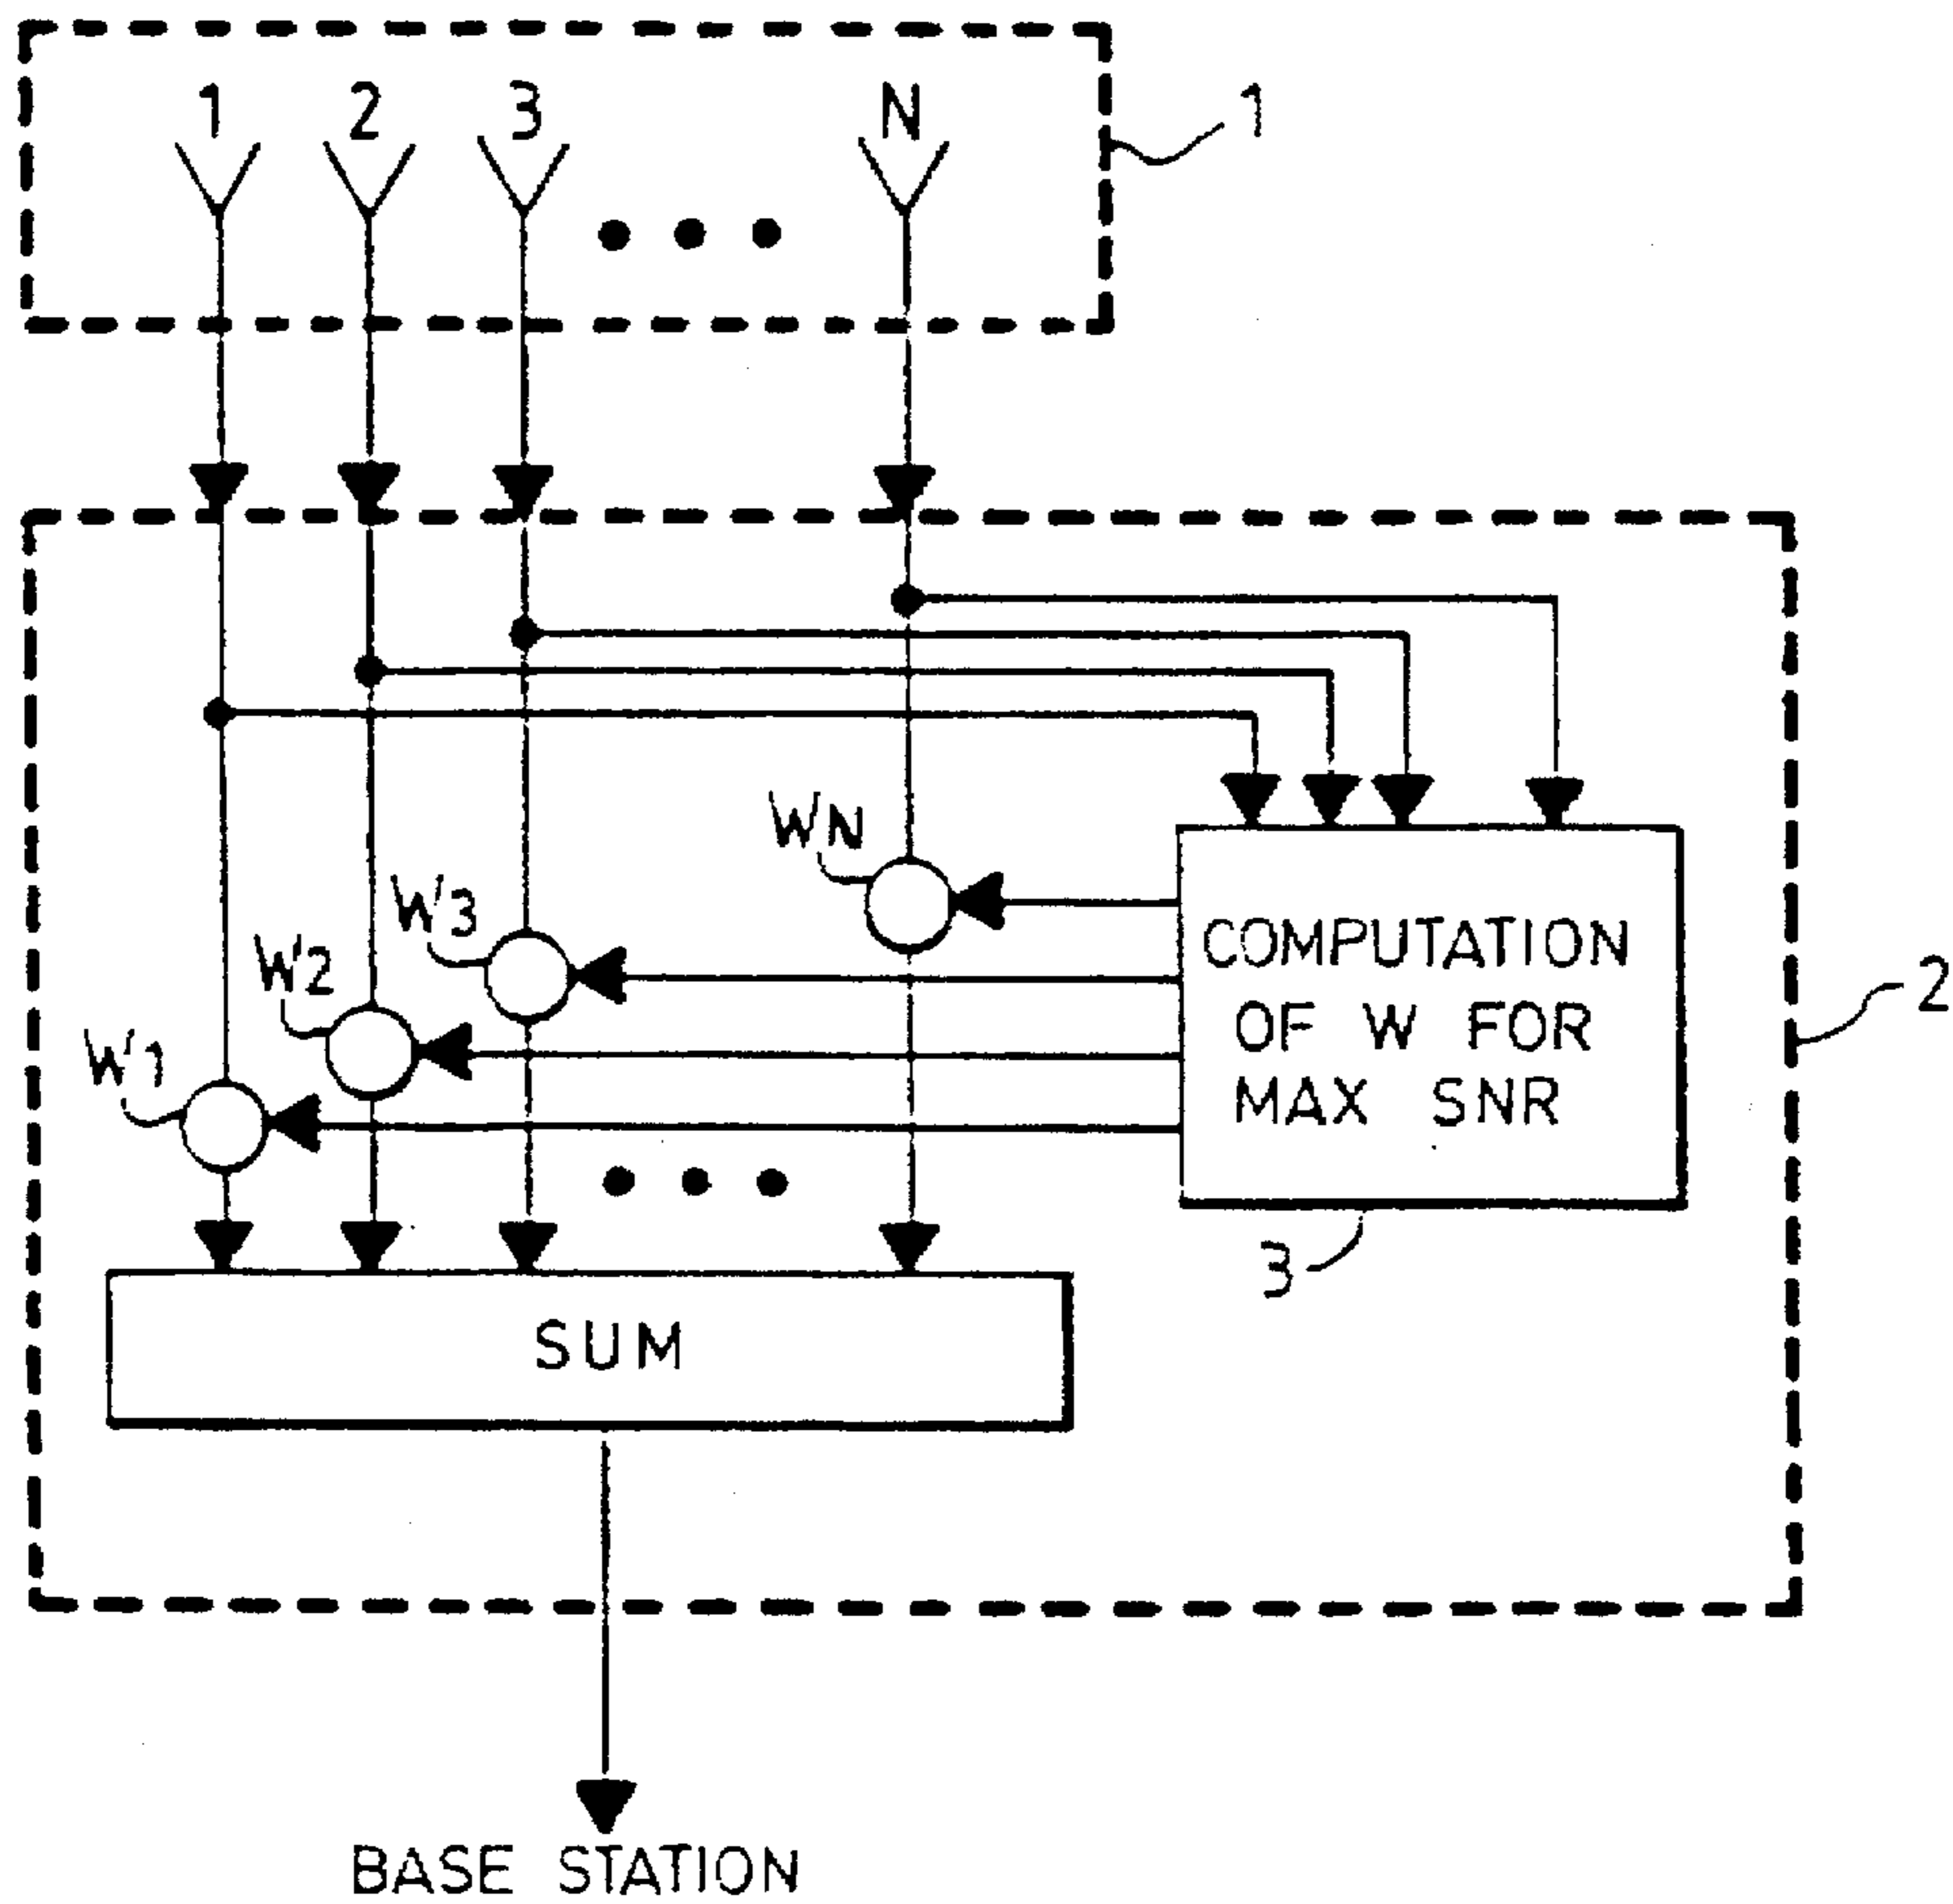 1 2 3 N
1
WN
W3
W2
W1
COMPUTATION
OF W FOR
MAX SNR
2
3
SUM
BASE STATION